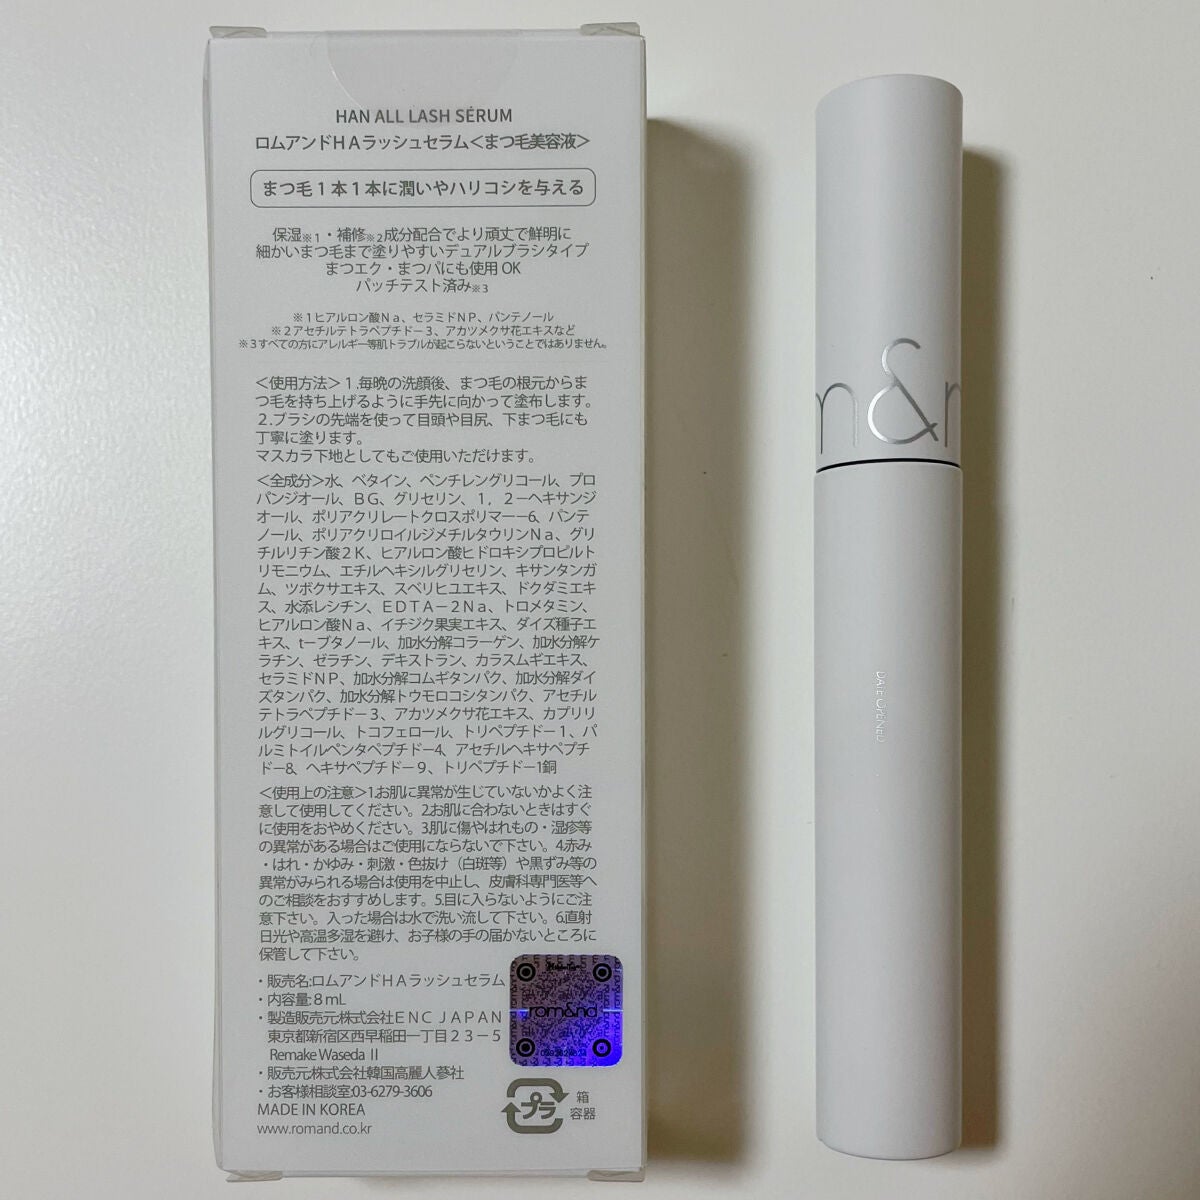 HAN ALL LASH SÉRUM
ロムアンドＨＡラッシュセラム＜まつ毛美容液＞
まつ毛１本１本に潤いやハリコシを与える
保湿※1・補修※2成分配合でより頑丈で鮮明に
細かいまつ毛まで塗りやすいデュアルブラシタイプ
まつエク・まつパにも使用 OK
パッチテスト済み※3
※１ヒアルロン酸Ｎａ、セラミドＮＰ、パンテノール
※２アセチルテトラペプチドー３、アカツメクサ花エキスなど
※３すべての方にアレルギー等肌トラブルが起こらないということではありません。
＜使用方法＞１.毎晩の洗顔後、まつ毛の根元からま
つ毛を持ち上げるように手先に向かって塗布します。
２.ブラシの先端を使って目頭や目尻、下まつ毛にも
丁寧に塗ります。
マスカラ下地としてもご使用いただけます。
＜全成分＞水、ベタイン、ペンチレングリコール、プロ
パンジオール、ＢＧ、グリセリン、１，２－ヘキサンジ
オール、ポリアクリレートクロスポリマー6、パンテ
ノール、ポリアクリロイルジメチルタウリンＮａ、グリ
チルリチン酸２Ｋ、ヒアルロン酸ヒドロキシプロピルト
リモニウム、エチルヘキシルグリセリン、キサンタンガ
ム、ツボクサエキス、スベリヒユエキス、ドクダミエキ
ス、水添レシチン、ＥＤＴＡ－２Ｎａ、トロメタミン、
ヒアルロン酸Ｎａ、イチジク果実エキス、ダイズ種子エ
キス、ｔーブタノール、加水分解コラーゲン、加水分解ケ
ラチン、ゼラチン、デキストラン、カラスムギエキス、
セラミドＮＰ、加水分解コムギタンパク、加水分解ダイ
ズタンパク、加水分解トウモロコシタンパク、アセチル
テトラペプチドー３、アカツメクサ花エキス、カプリリ
ルグリコール、トコフェロール、トリペプチドー１、パ
ルミトイルペンタペプチドー4、アセチルヘキサペプチ
ドー8、ヘキサペプチドー９、トリペプチドー1銅
＜使用上の注意＞1.お肌に異常が生じていないかよく注
意して使用してください。2.お肌に合わないときはすぐ
に使用をおやめください。3.肌に傷やはれもの・湿疹等
の異常がある場合はご使用にならないで下さい。4.赤み
・はれ・かゆみ・刺激・色抜け（白斑等）や黒ずみ等の
異常がみられる場合は使用を中止し、皮膚科専門医等へ
のご相談をおすすめします。5.目に入らないようにご注
意下さい。入った場合は水で洗い流して下さい。6.直射
日光や高温多湿を避け、お子様の手の届かないところに
保管して下さい。
・販売名:ロムアンドＨＡラッシュセラム
・内容量:８mL
・製造販売元:株式会社ＥＮＣ ＪＡＰＡＮ
東京都新宿区西早稲田一丁目２３－５
Remake Waseda Ⅱ
・販売元:株式会社韓国高麗人蔘社
・お客様相談室:03-6279-3606
MADE IN KOREA
www.romand.co.kr
rom&nd
プラ
箱
容器
n&n
DATE OPENED